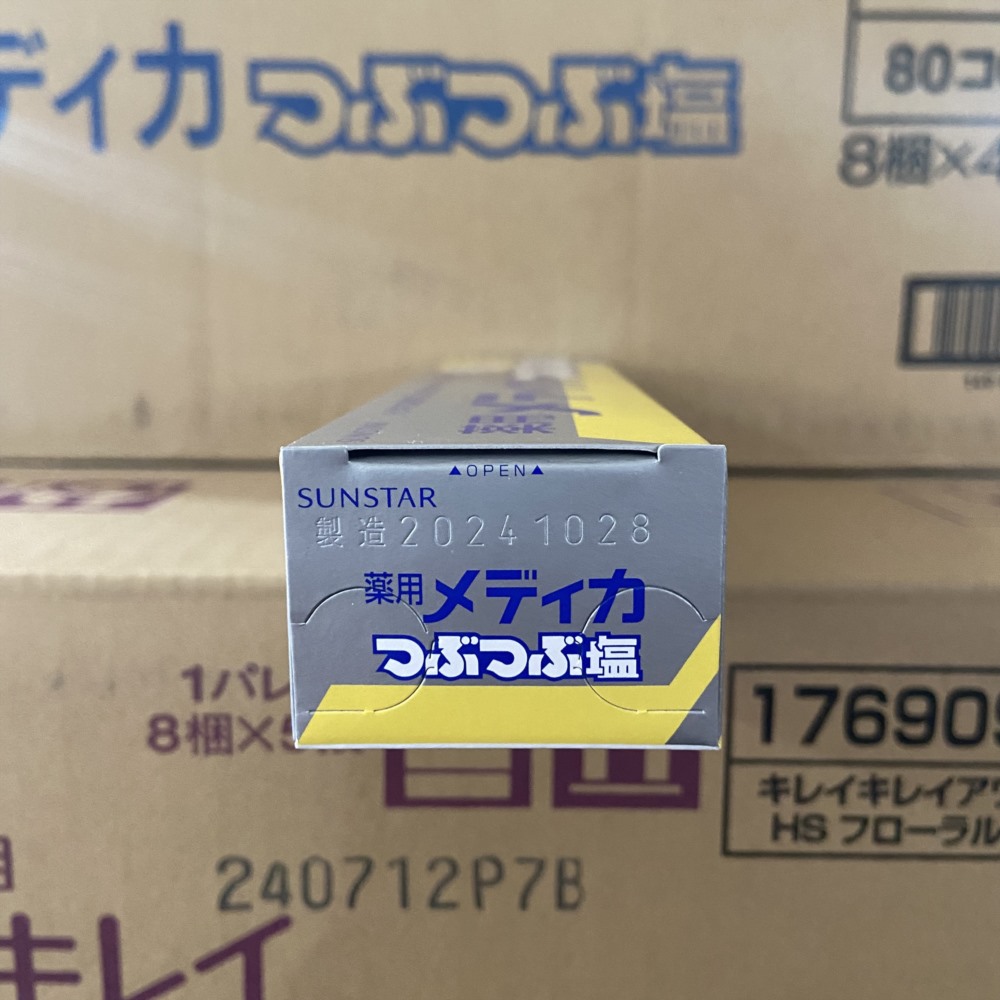 ディカ つぶつぶ塩
80コ
8梱×4
▲OPEN▲
SUNSTAR
製造20241028
薬用メディカ
つぶつぶ塩
1パレ
8梱×5
176909
キレイキレイア
HS フローラル
240712P7B
キレイ